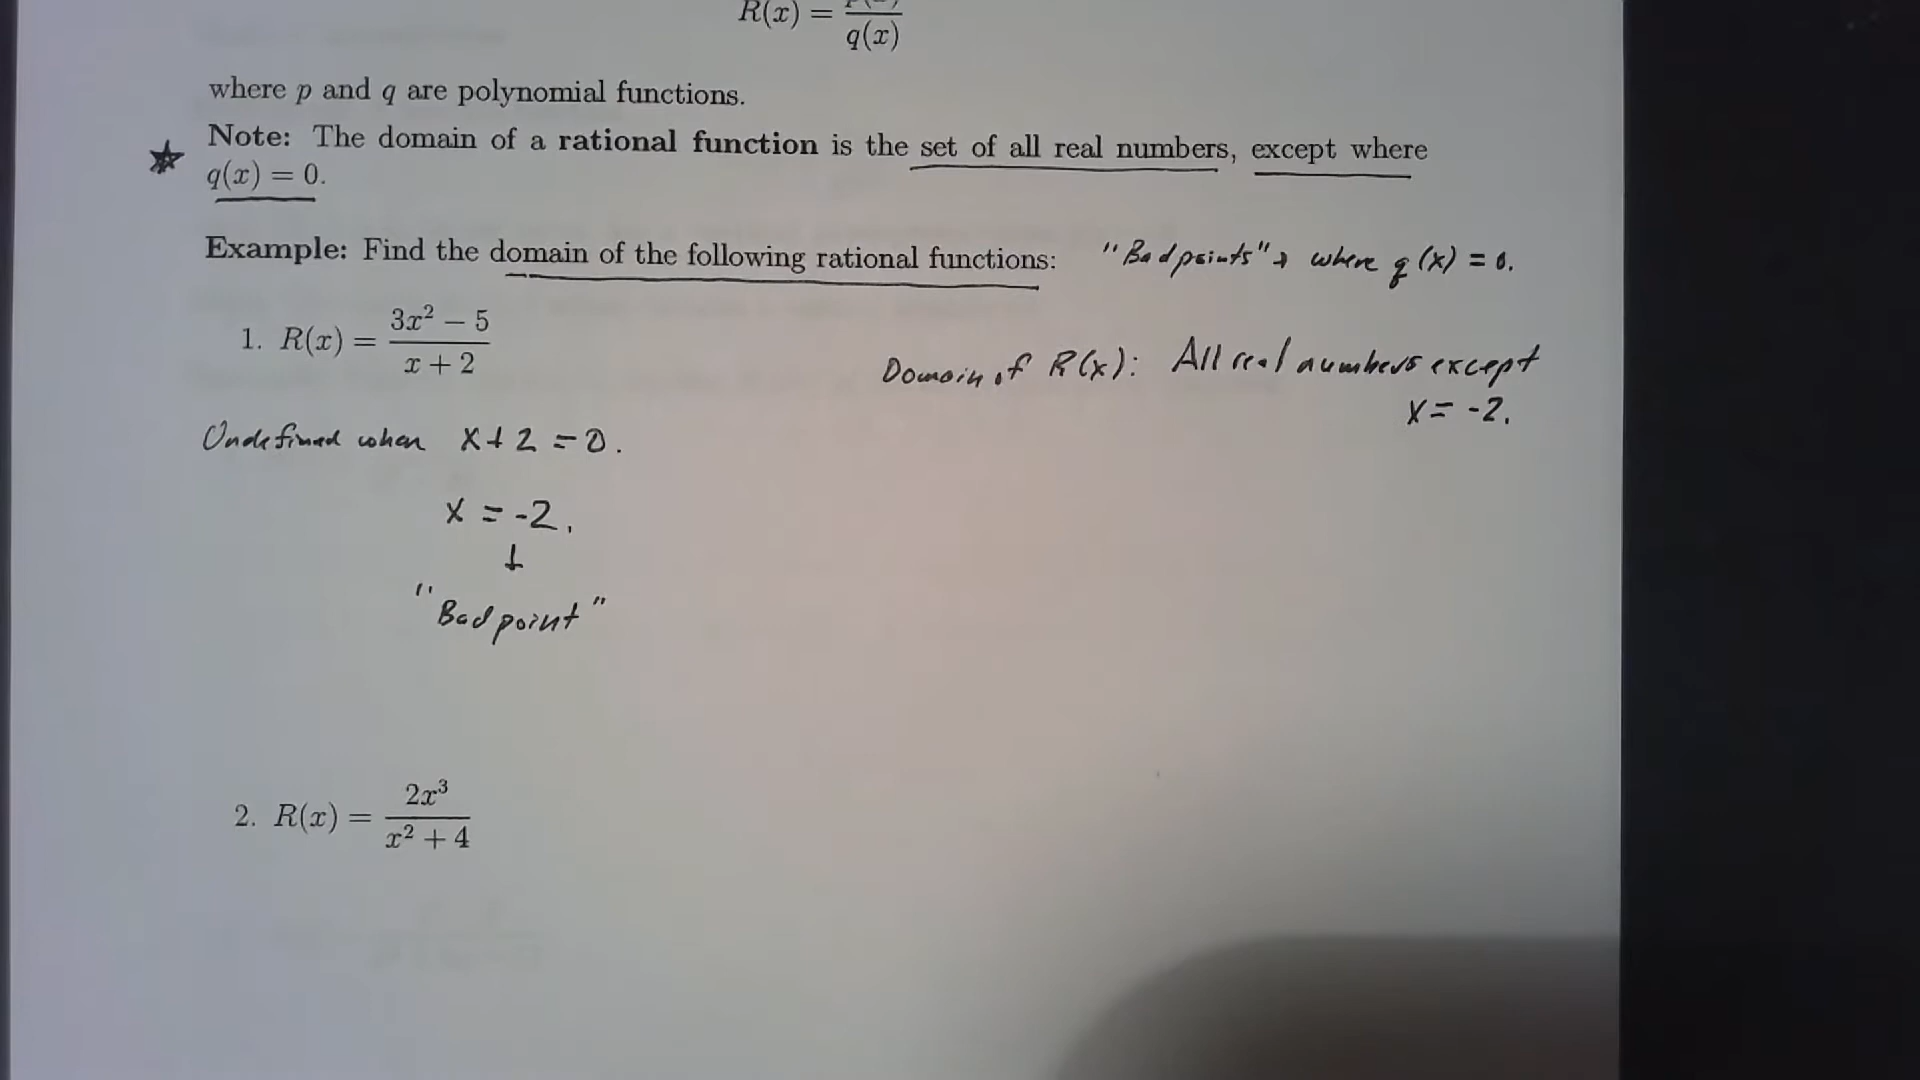 R(x) = p(x)/q(x)
where p and q are polynomial functions.
Note: The domain of a rational function is the set of all real numbers, except where
q(x) = 0.
Example: Find the domain of the following rational functions: "Bad points" → where q(x) = 0.
1. R(x) = (3x² − 5)/(x + 2)
Domain of R(x): All real numbers except
x = -2.
Undefined when x + 2 = 0.
x = -2.
↓
"Bad point"
2. R(x) = 2x³/(x² + 4)